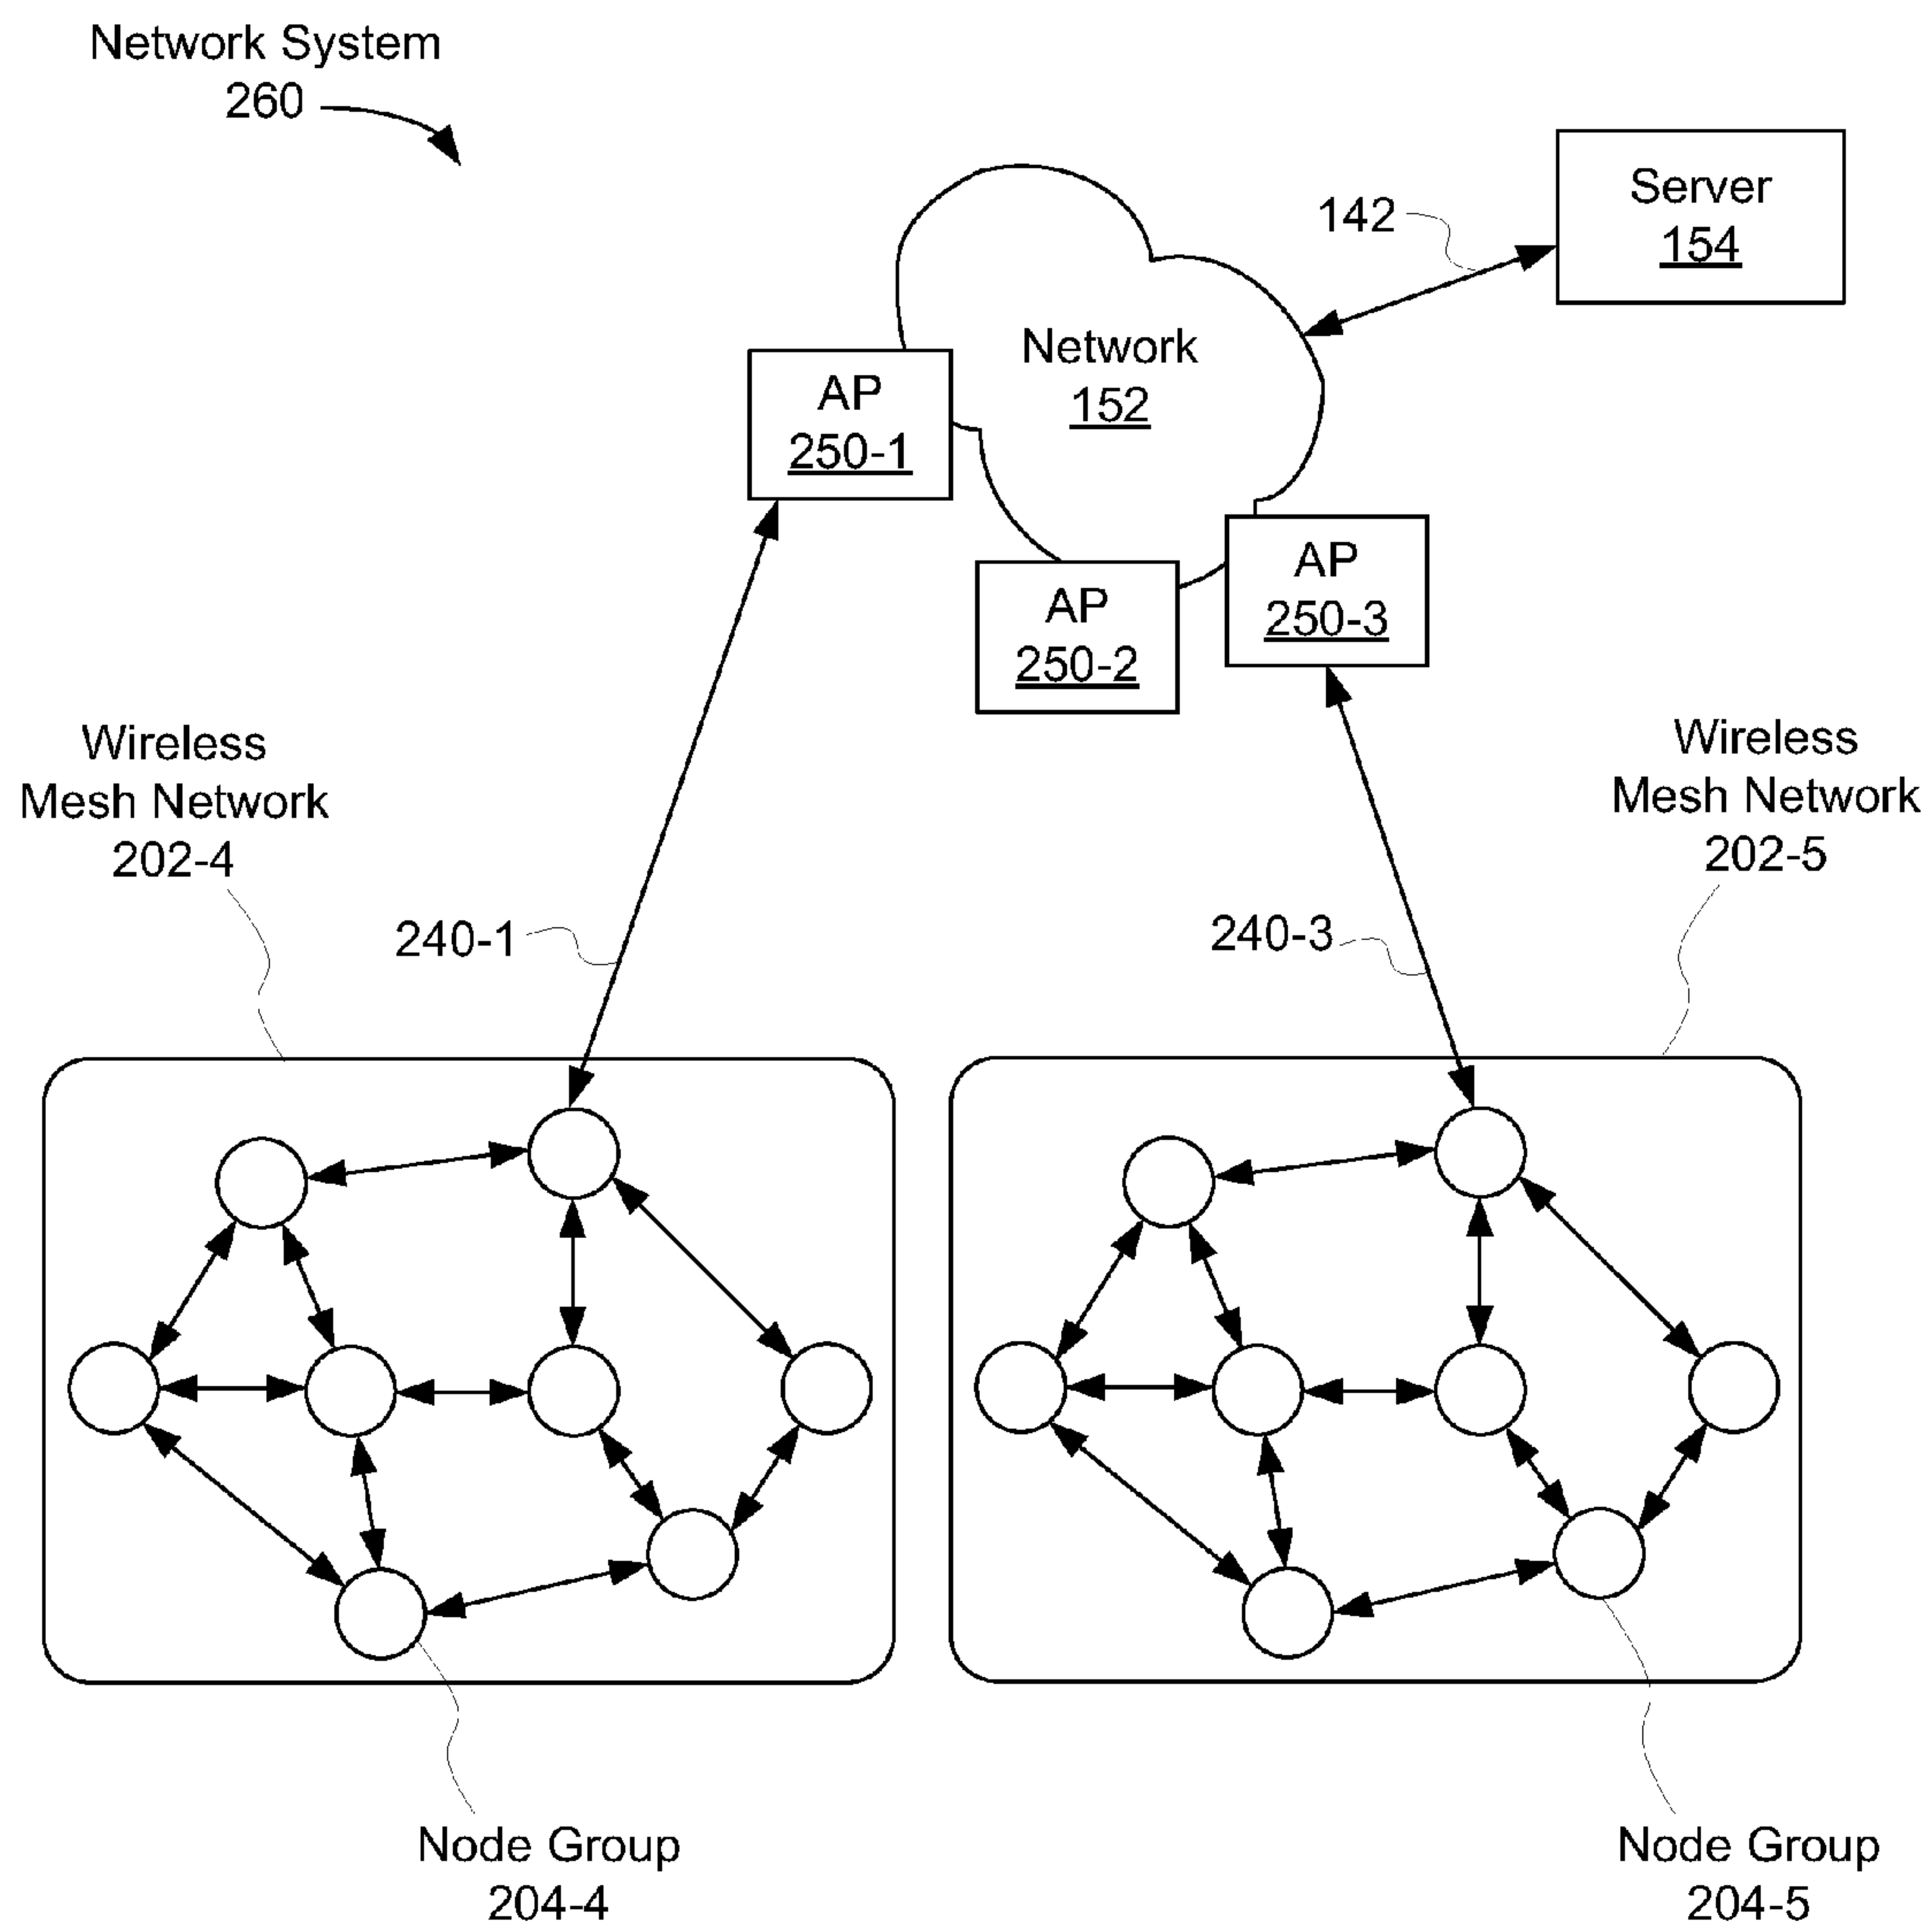 Network System
260
142
Server
154
Network
152
AP
250-1
AP
250-2
AP
250-3
Wireless
Mesh Network
202-4
Wireless
Mesh Network
202-5
240-1
240-3
Node Group
204-4
Node Group
204-5